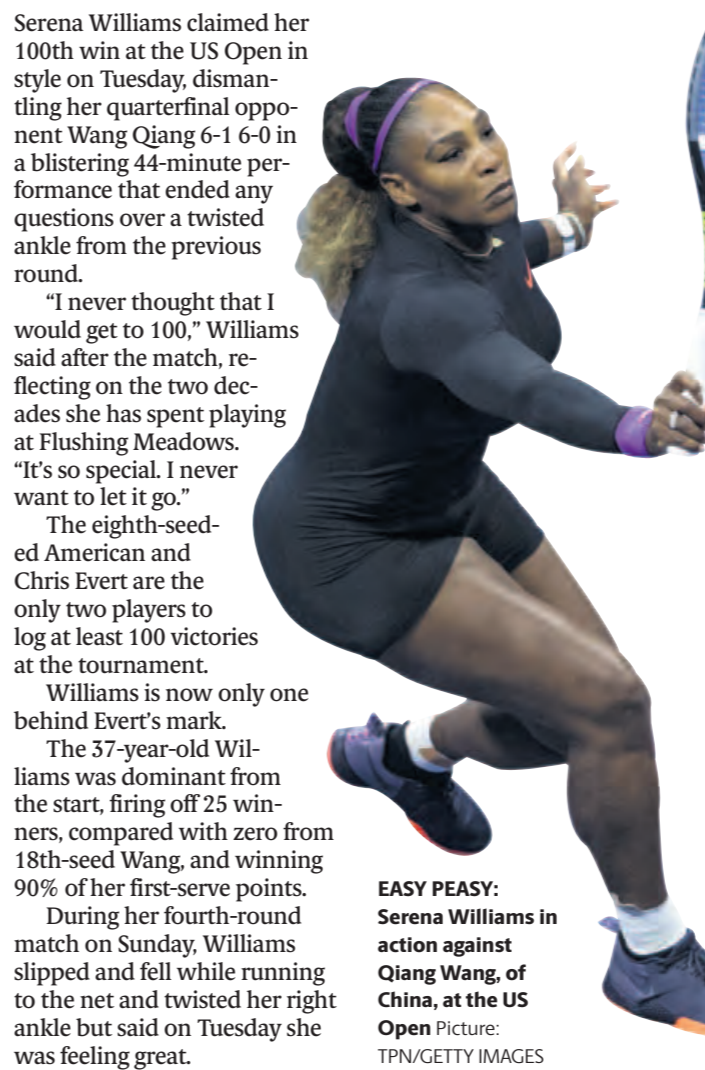 Serena Williams claimed her
100th win at the US Open in
style on Tuesday, disman-
tling her quarterfinal oppo-
nent Wang Qiang 6-1 6-0 in
a blistering 44-minute per-
formance that ended any
questions over a twisted
ankle from the previous
round.
“I never thought that I
would get to 100,” Williams
said after the match, re-
flecting on the two dec-
ades she has spent playing
at Flushing Meadows.
“It’s so special. I never
want to let it go.”
The eighth-seed-
ed American and
Chris Evert are the
only two players to
log at least 100 victories
at the tournament.
Williams is now only one
behind Evert’s mark.
The 37-year-old Wil-
liams was dominant from
the start, firing off 25 win-
ners, compared with zero from
18th-seed Wang, and winning
90% of her first-serve points.
During her fourth-round
match on Sunday, Williams
slipped and fell while running
to the net and twisted her right
ankle but said on Tuesday she
was feeling great.
EASY PEASY:
Serena Williams in
action against
Qiang Wang, of
China, at the US
Open Picture:
TPN/GETTY IMAGES